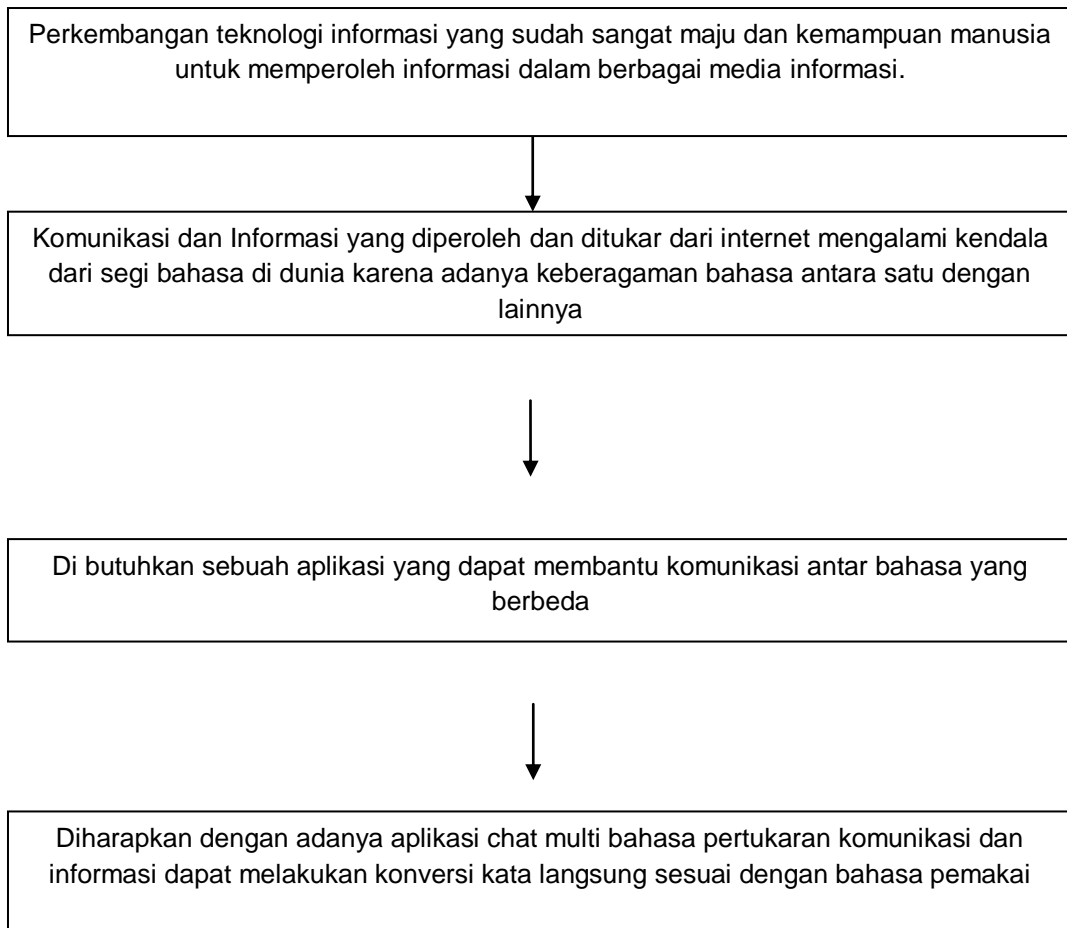 Perkembangan teknologi informasi yang sudah sangat maju dan kemampuan manusia
untuk memperoleh informasi dalam berbagai media informasi.
Komunikasi dan Informasi yang diperoleh dan ditukar dari internet mengalami kendala
dari segi bahasa di dunia karena adanya keberagaman bahasa antara satu dengan
lainnya
Di butuhkan sebuah aplikasi yang dapat membantu komunikasi antar bahasa yang
berbeda
Diharapkan dengan adanya aplikasi chat multi bahasa pertukaran komunikasi dan
informasi dapat melakukan konversi kata langsung sesuai dengan bahasa pemakai